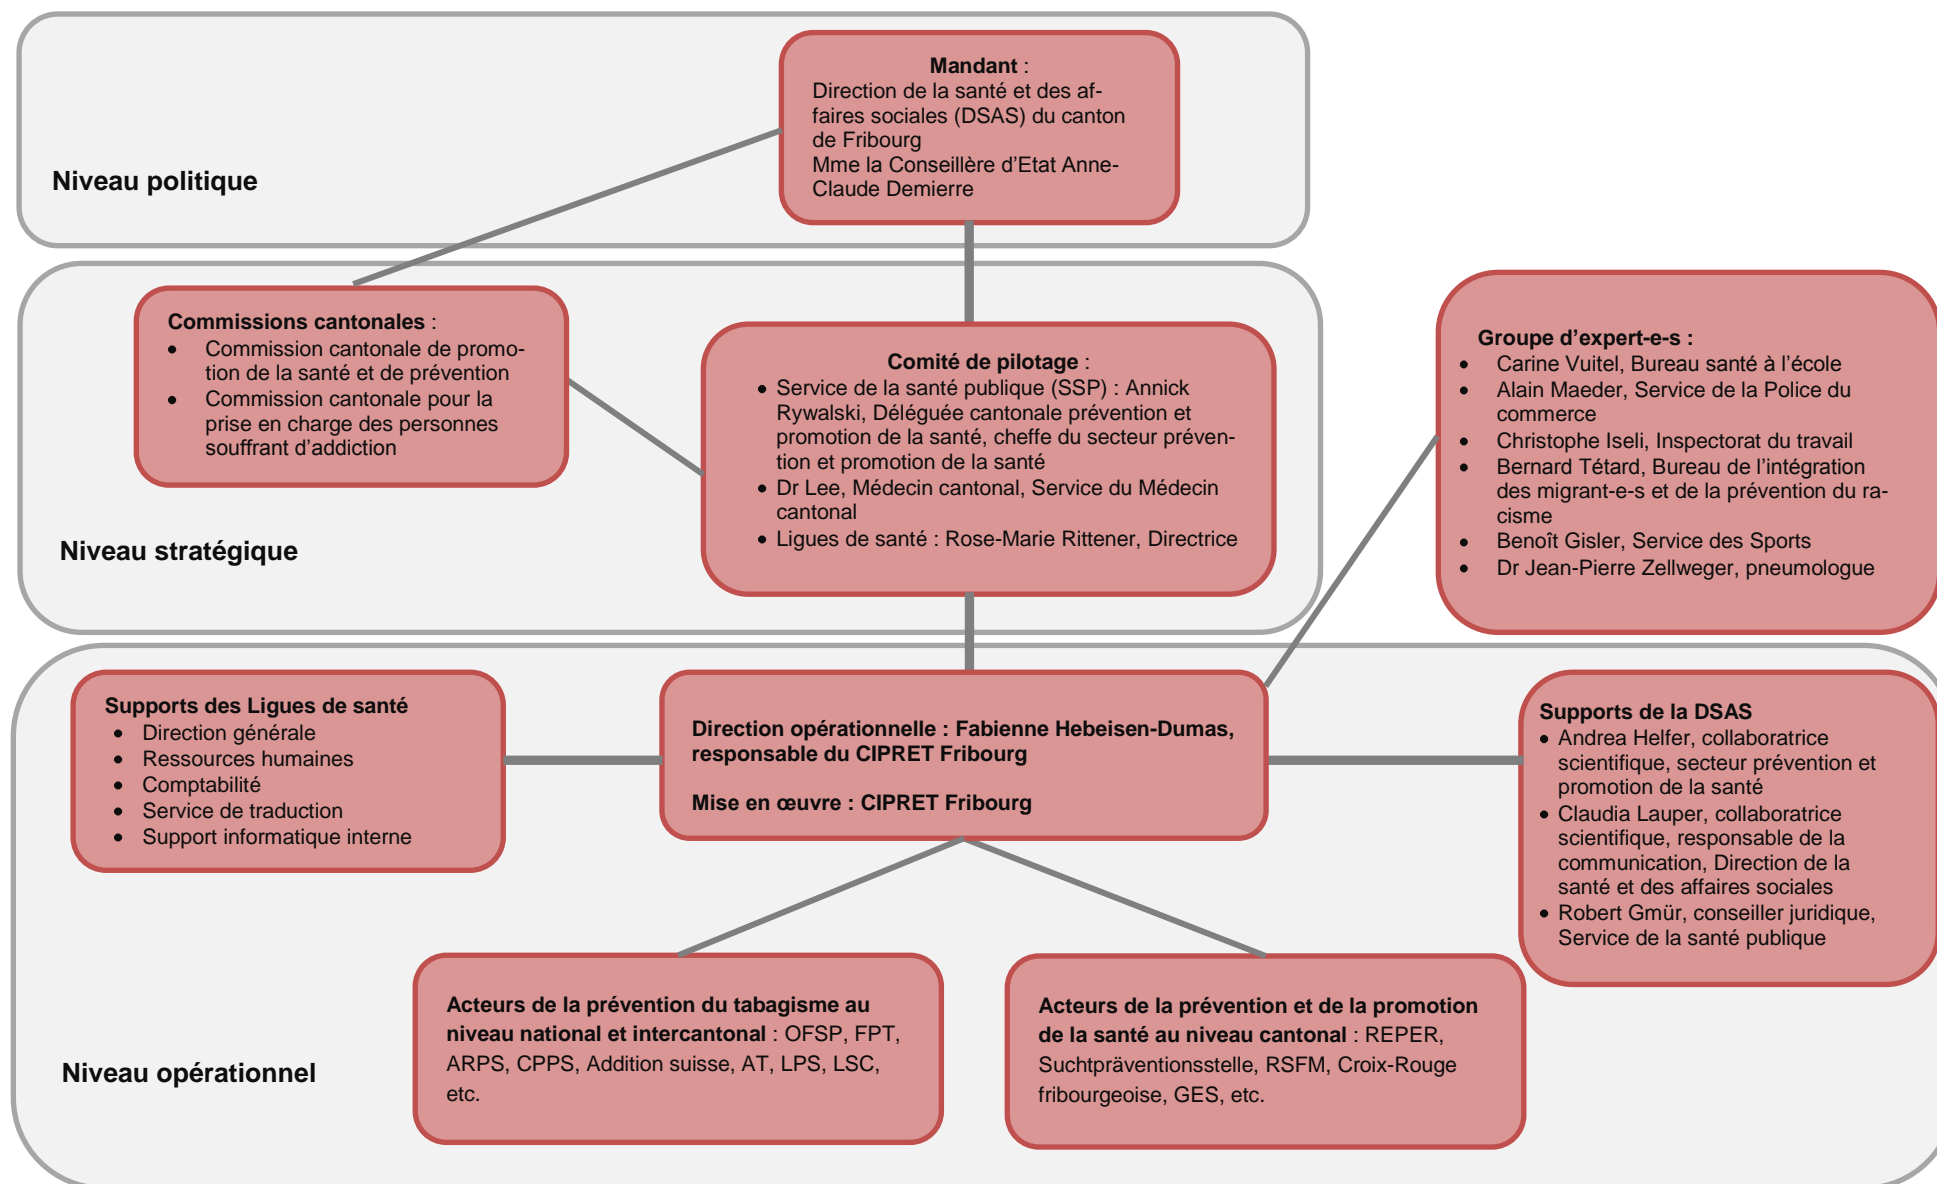 Mandant :
Direction de la santé et des af-
faires sociales (DSAS) du canton
de Fribourg
Mme la Conseillère d'Etat Anne-
Claude Demierre
Niveau politique
Commissions cantonales :
• Commission cantonale de promo-
tion de la santé et de prévention
• Commission cantonale pour la
prise en charge des personnes
souffrant d'addiction
Comité de pilotage :
• Service de la santé publique (SSP) : Annick
Rywalski, Déléguée cantonale prévention et
promotion de la santé, cheffe du secteur préven-
tion et promotion de la santé
• Dr Lee, Médecin cantonal, Service du Médecin
cantonal
• Ligues de santé : Rose-Marie Rittener, Directrice
Niveau stratégique
Groupe d'expert-e-s :
• Carine Vuitel, Bureau santé à l'école
• Alain Maeder, Service de la Police du
commerce
• Christophe Iseli, Inspectorat du travail
• Bernard Tétard, Bureau de l'intégration
des migrant-e-s et de la prévention du ra-
cisme
• Benoît Gisler, Service des Sports
• Dr Jean-Pierre Zellweger, pneumologue
Supports des Ligues de santé
• Direction générale
• Ressources humaines
• Comptabilité
• Service de traduction
• Support informatique interne
Direction opérationnelle : Fabienne Hebeisen-Dumas,
responsable du CIPRET Fribourg
Mise en œuvre : CIPRET Fribourg
Supports de la DSAS
• Andrea Helfer, collaboratrice
scientifique, secteur prévention et
promotion de la santé
• Claudia Lauper, collaboratrice
scientifique, responsable de la
communication, Direction de la
santé et des affaires sociales
• Robert Gmür, conseiller juridique,
Service de la santé publique
Acteurs de la prévention du tabagisme au
niveau national et intercantonal : OFSP, FPT,
ARPS, CPPS, Addition suisse, AT, LPS, LSC,
etc.
Acteurs de la prévention et de la promotion
de la santé au niveau cantonal : REPER,
Suchtpräventionsstelle, RSFM, Croix-Rouge
fribourgeoise, GES, etc.
Niveau opérationnel